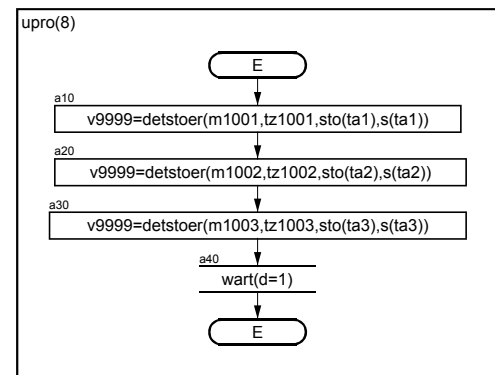 upro(8)
E
a10
v9999=detstoer(m1001,tz1001,sto(ta1),s(ta1))
a20
v9999=detstoer(m1002,tz1002,sto(ta2),s(ta2))
a30
v9999=detstoer(m1003,tz1003,sto(ta3),s(ta3))
a40
wart(d=1)
E